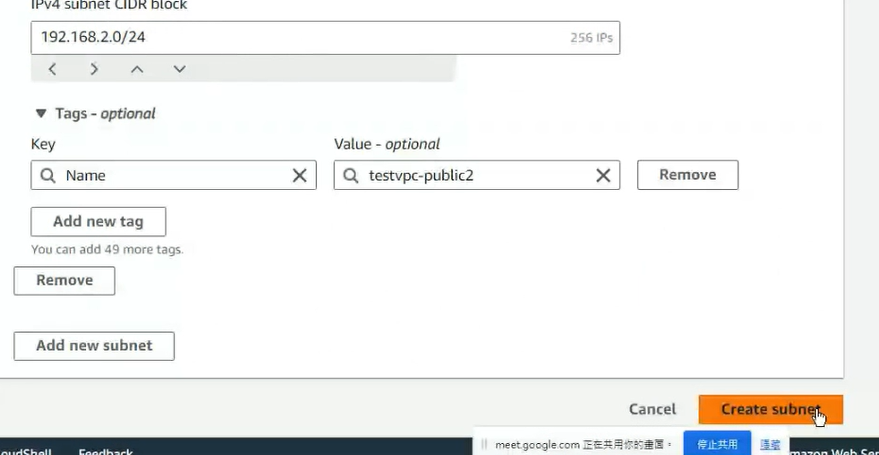 IPv4 subnet CIDR block
192.168.2.0/24 256 IPs
Tags - optional
Key Value - optional
Name testvpc-public2 Remove
Add new tag
You can add 49 more tags.
Remove
Add new subnet
Cancel Create subnet
meet.google.com 正在共用你的畫面。 停止共用 隱藏
oudShell Feedback mazon Web Ser